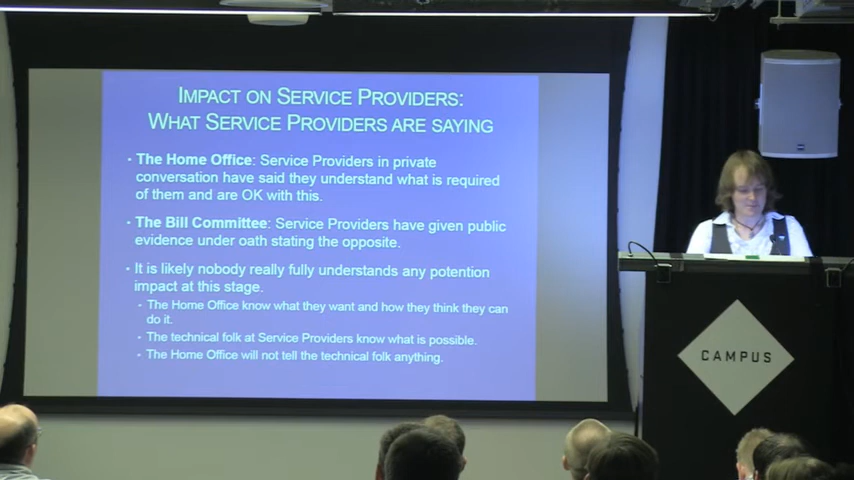 IMPACT ON SERVICE PROVIDERS:
WHAT SERVICE PROVIDERS ARE SAYING
• The Home Office: Service Providers in private
conversation have said they understand what is required
of them and are OK with this.
• The Bill Committee: Service Providers have given public
evidence under oath stating the opposite.
• It is likely nobody really fully understands any potention
impact at this stage.
• The Home Office know what they want and how they think they can
do it.
• The technical folk at Service Providers know what is possible.
• The Home Office will not tell the technical folk anything.
CAMPUS